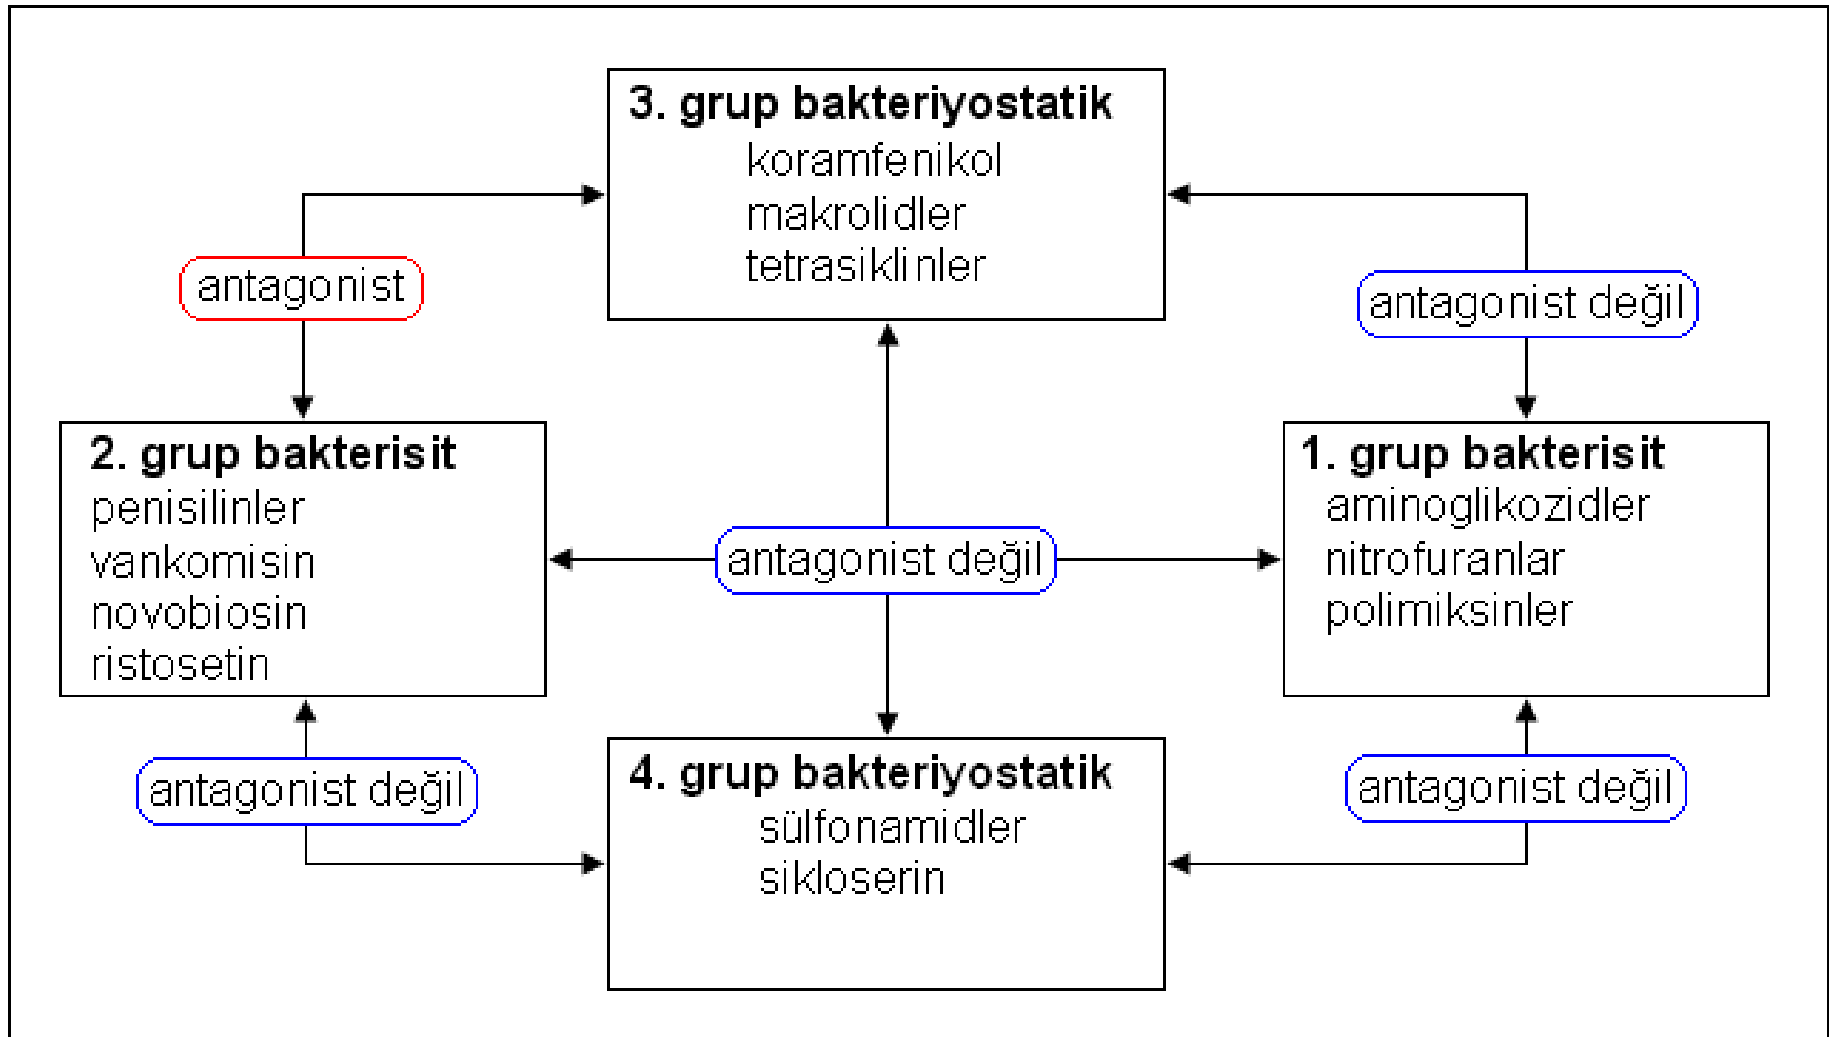 3. grup bakteriyostatik
koramfenikol
makrolidler
tetrasiklinler
antagonist
antagonist değil
2. grup bakterisit
penisilinler
vankomisin
novobiosin
ristosetin
antagonist değil
1. grup bakterisit
aminoglikozidler
nitrofuranlar
polimiksinler
antagonist değil
4. grup bakteriyostatik
sülfonamidler
sikloserin
antagonist değil